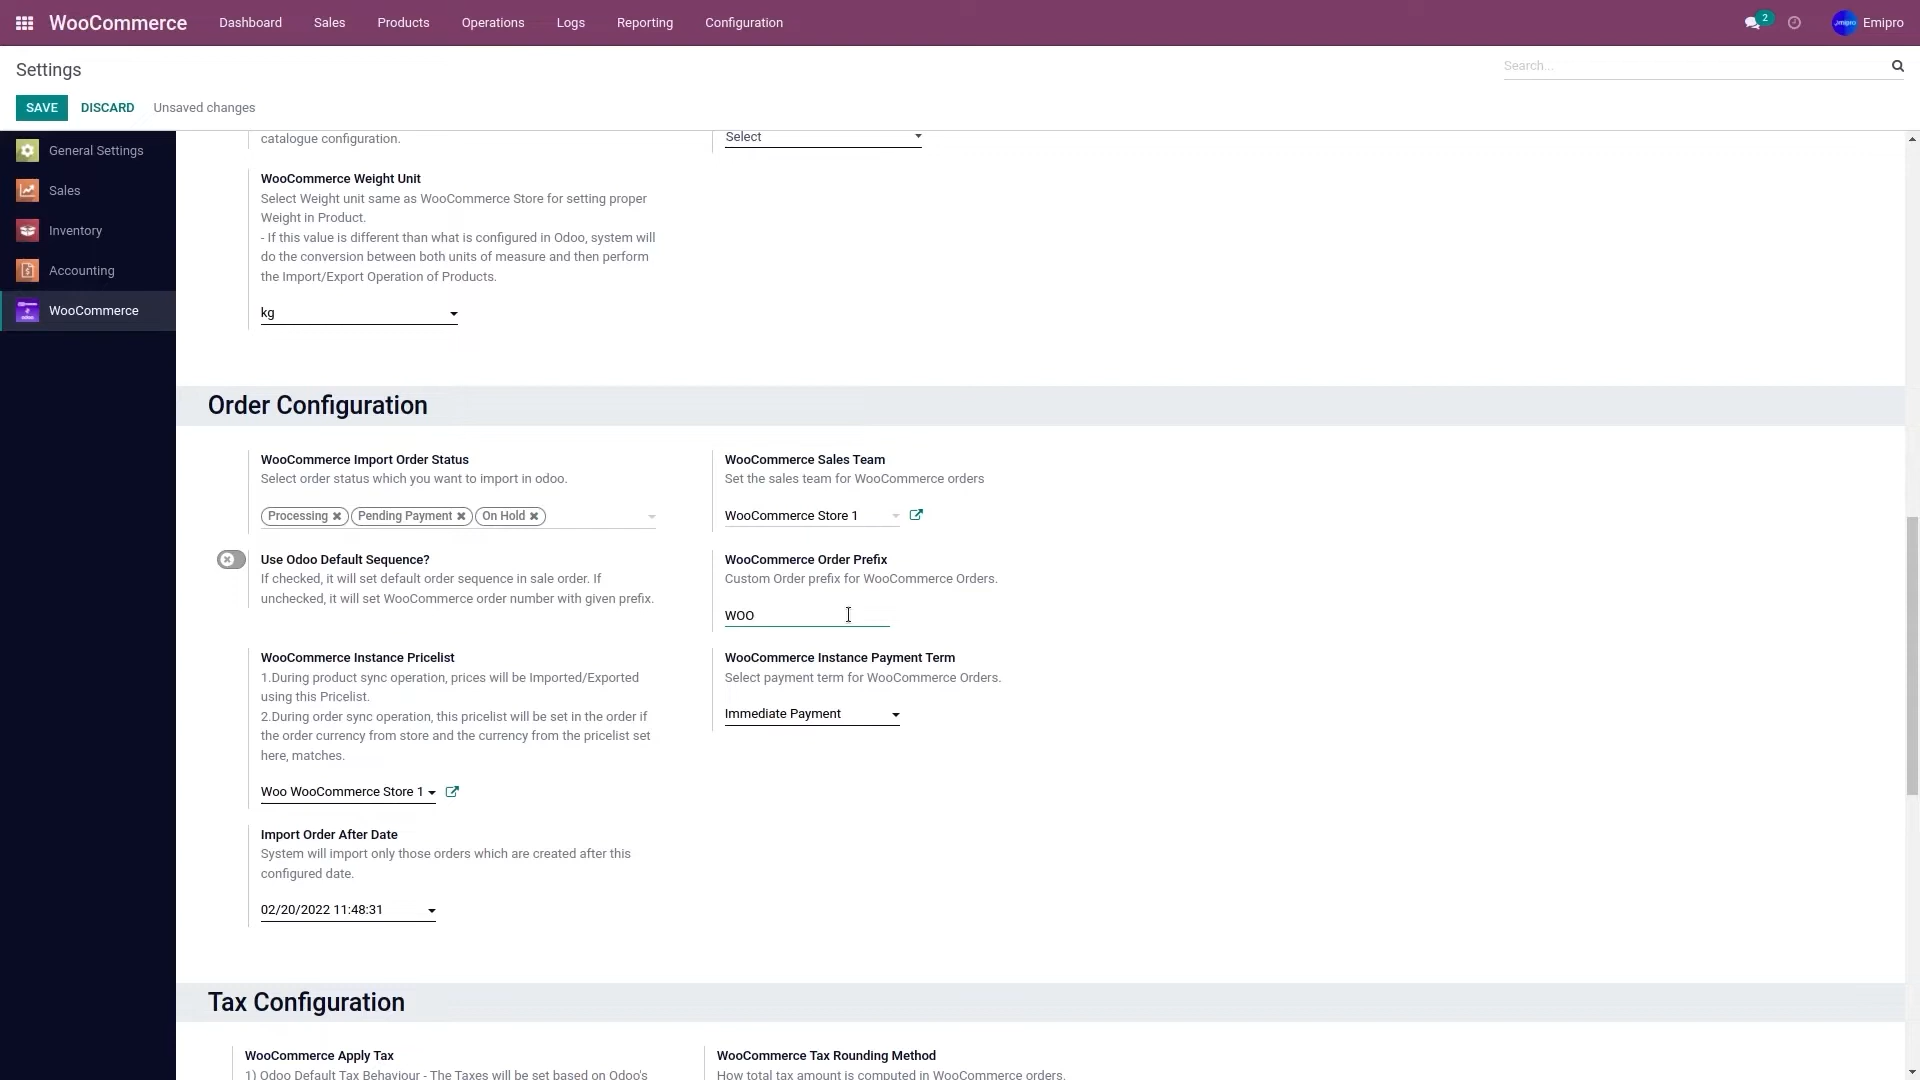 WooCommerce Dashboard Sales Products Operations Logs Reporting Configuration 2 Emipro
Settings
Search...
SAVE DISCARD Unsaved changes
General Settings
Sales
Inventory
Accounting
WooCommerce
catalogue configuration.
Select
WooCommerce Weight Unit
Select Weight unit same as WooCommerce Store for setting proper
Weight in Product.
- If this value is different than what is configured in Odoo, system will
do the conversion between both units of measure and then perform
the Import/Export Operation of Products.
kg
Order Configuration
WooCommerce Import Order Status
Select order status which you want to import in odoo.
Processing Pending Payment On Hold
WooCommerce Sales Team
Set the sales team for WooCommerce orders
WooCommerce Store 1
Use Odoo Default Sequence?
If checked, it will set default order sequence in sale order. If
unchecked, it will set WooCommerce order number with given prefix.
WooCommerce Order Prefix
Custom Order prefix for WooCommerce Orders.
WOO
WooCommerce Instance Pricelist
1.During product sync operation, prices will be Imported/Exported
using this Pricelist.
2.During order sync operation, this pricelist will be set in the order if
the order currency from store and the currency from the pricelist set
here, matches.
Woo WooCommerce Store 1
WooCommerce Instance Payment Term
Select payment term for WooCommerce Orders.
Immediate Payment
Import Order After Date
System will import only those orders which are created after this
configured date.
02/20/2022 11:48:31
Tax Configuration
WooCommerce Apply Tax
1) Odoo Default Tax Behaviour - The Taxes will be set based on Odoo's
WooCommerce Tax Rounding Method
How total tax amount is computed in WooCommerce orders.